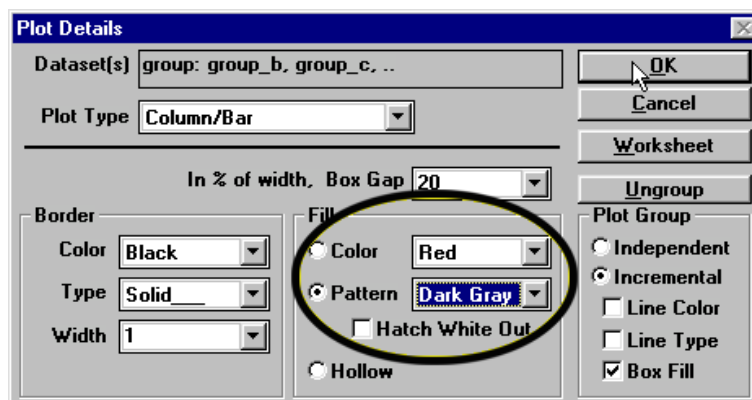 Plot Details
Dataset(s) group: group_b, group_c, ..
OK
Plot Type Column/Bar
Cancel
Worksheet
In % of width, Box Gap 20
Ungroup
Border
Color Black
Type Solid___
Width 1
Fill
Color Red
Pattern Dark Gray
Hatch White Out
Hollow
Plot Group
Independent
Incremental
Line Color
Line Type
Box Fill